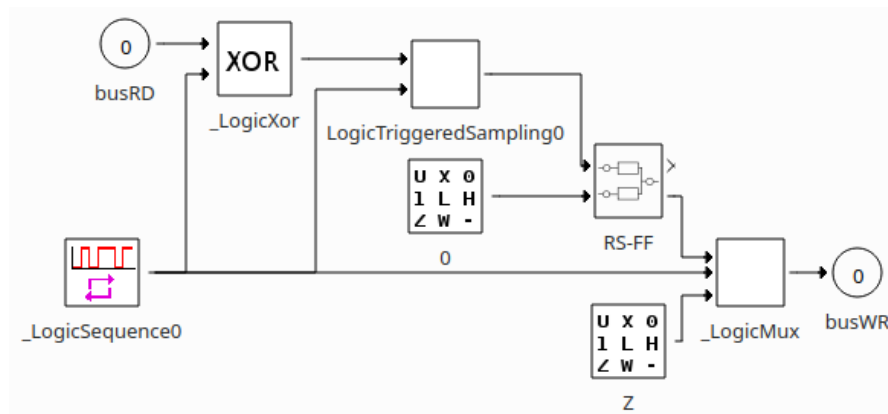 0
busRD
XOR
_LogicXor
LogicTriggeredSampling0
U X 0
1 L H
Z W -
0
RS-FF
_LogicSequence0
U X 0
1 L H
Z W -
Z
_LogicMux
0
busWR